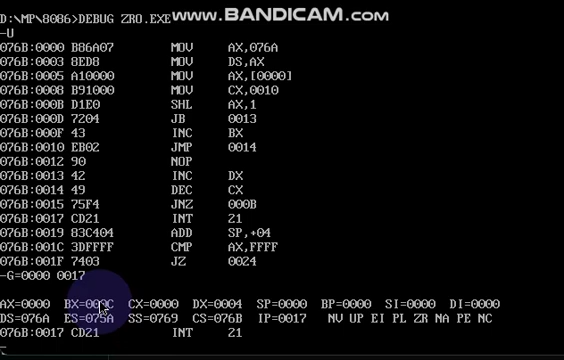 D:\MP\8086>DEBUG ZRO.EXE www.BANDICAM.com
-U
076B:0000 B86A07 MOV AX,076A
076B:0003 8ED8 MOV DS,AX
076B:0005 A10000 MOV AX,[0000]
076B:0008 B91000 MOV CX,0010
076B:000B D1E0 SHL AX,1
076B:000D 7204 JB 0013
076B:000F 43 INC BX
076B:0010 EB02 JMP 0014
076B:0012 90 NOP
076B:0013 42 INC DX
076B:0014 49 DEC CX
076B:0015 75F4 JNZ 000B
076B:0017 CD21 INT 21
076B:0019 83C404 ADD SP,+04
076B:001C 3DFFFF CMP AX,FFFF
076B:001F 7403 JZ 0024
-G=0000 0017
AX=0000 BX=000C CX=0000 DX=0004 SP=0000 BP=0000 SI=0000 DI=0000
DS=076A ES=075A SS=0769 CS=076B IP=0017 NV UP EI PL ZR NA PE NC
076B:0017 CD21 INT 21